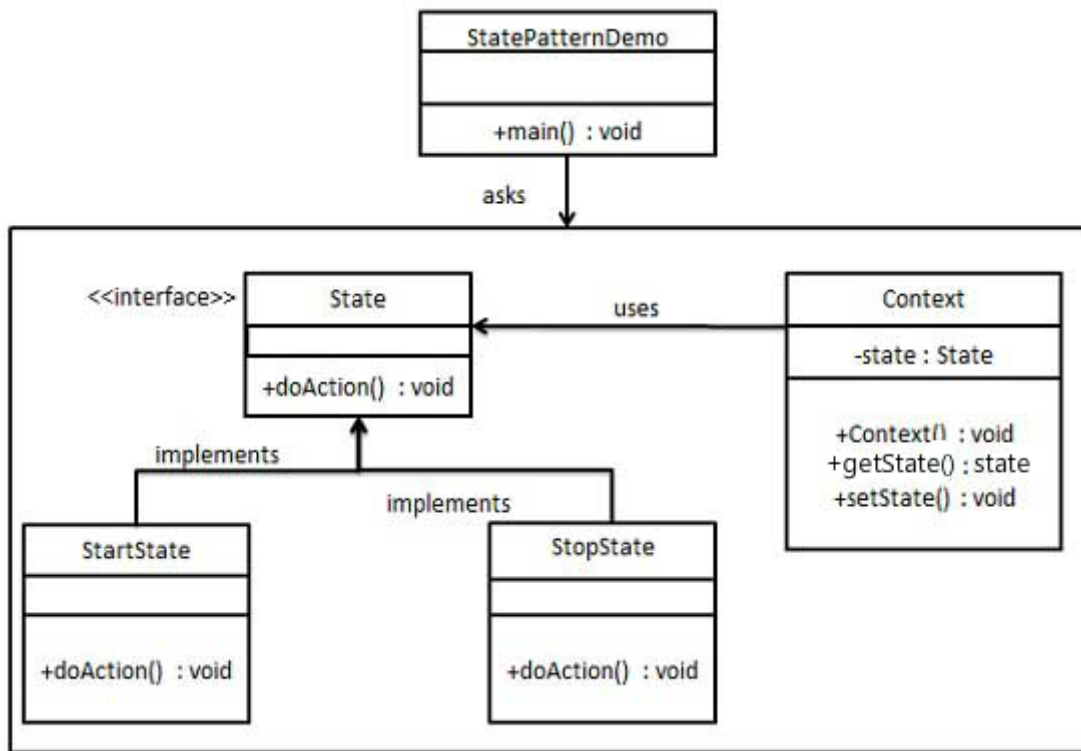 StatePatternDemo
+main() : void
asks
<<interface>>
State
+doAction() : void
uses
Context
-state : State
+Context() : void
+getState() : state
+setState() : void
implements
implements
StartState
+doAction() : void
StopState
+doAction() : void